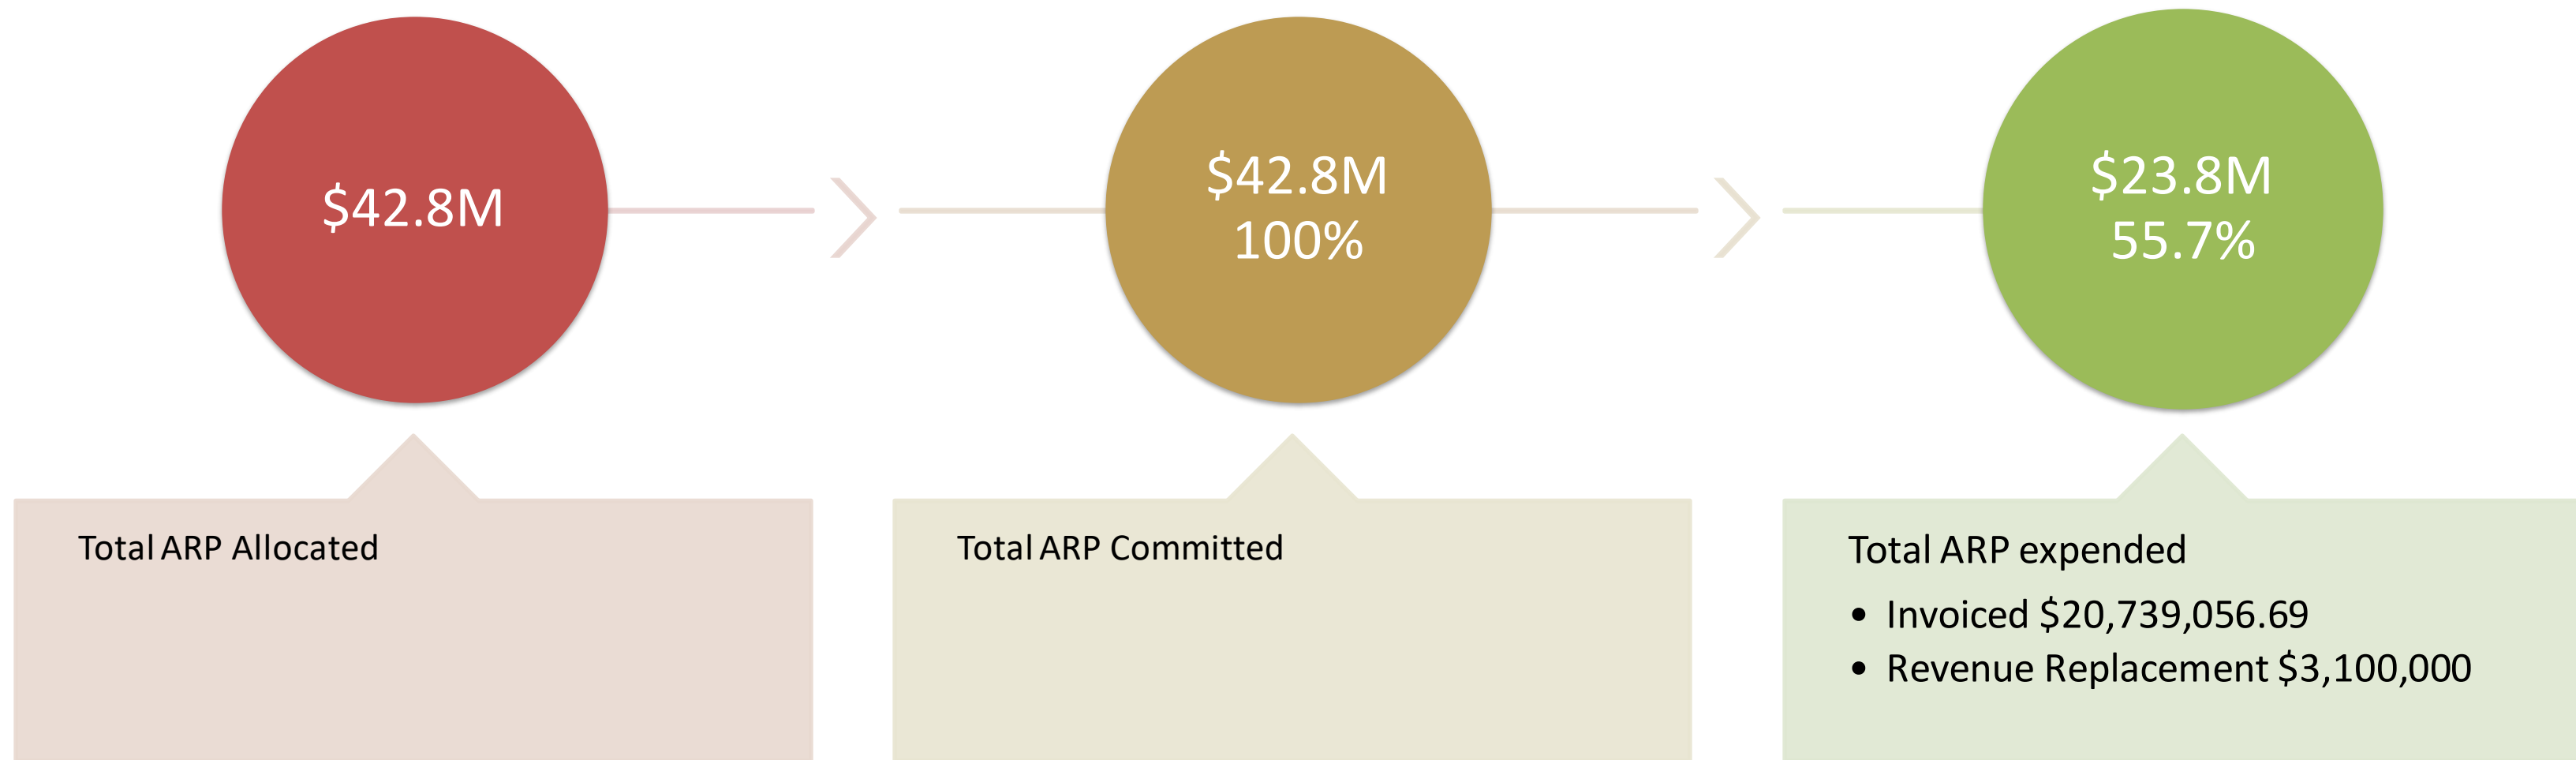 $42.8M
$42.8M
100%
$23.8M
55.7%
Total ARP Allocated
Total ARP Committed
Total ARP expended
• Invoiced $20,739,056.69
• Revenue Replacement $3,100,000